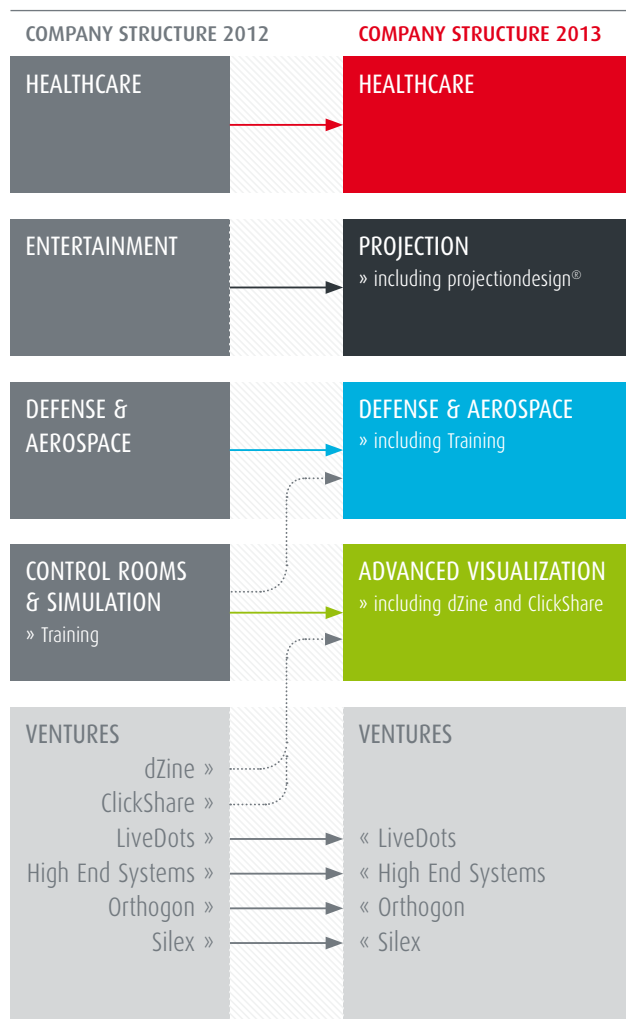 COMPANY STRUCTURE 2012
COMPANY STRUCTURE 2013
HEALTHCARE
HEALTHCARE
ENTERTAINMENT
PROJECTION
» including projectiondesign®
DEFENSE &
AEROSPACE
DEFENSE & AEROSPACE
» including Training
CONTROL ROOMS
& SIMULATION
» Training
ADVANCED VISUALIZATION
» including dZine and ClickShare
VENTURES
dZine »
ClickShare »
LiveDots »
High End Systems »
Orthogon »
Silex »
VENTURES
« LiveDots
« High End Systems
« Orthogon
« Silex